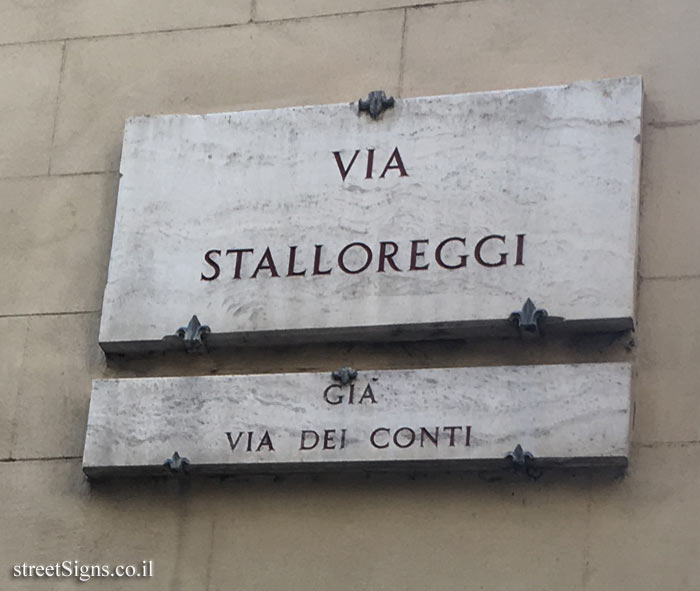 VIA
STALLOREGGI
GIÀ
VIA DEI CONTI
streetSigns.co.il